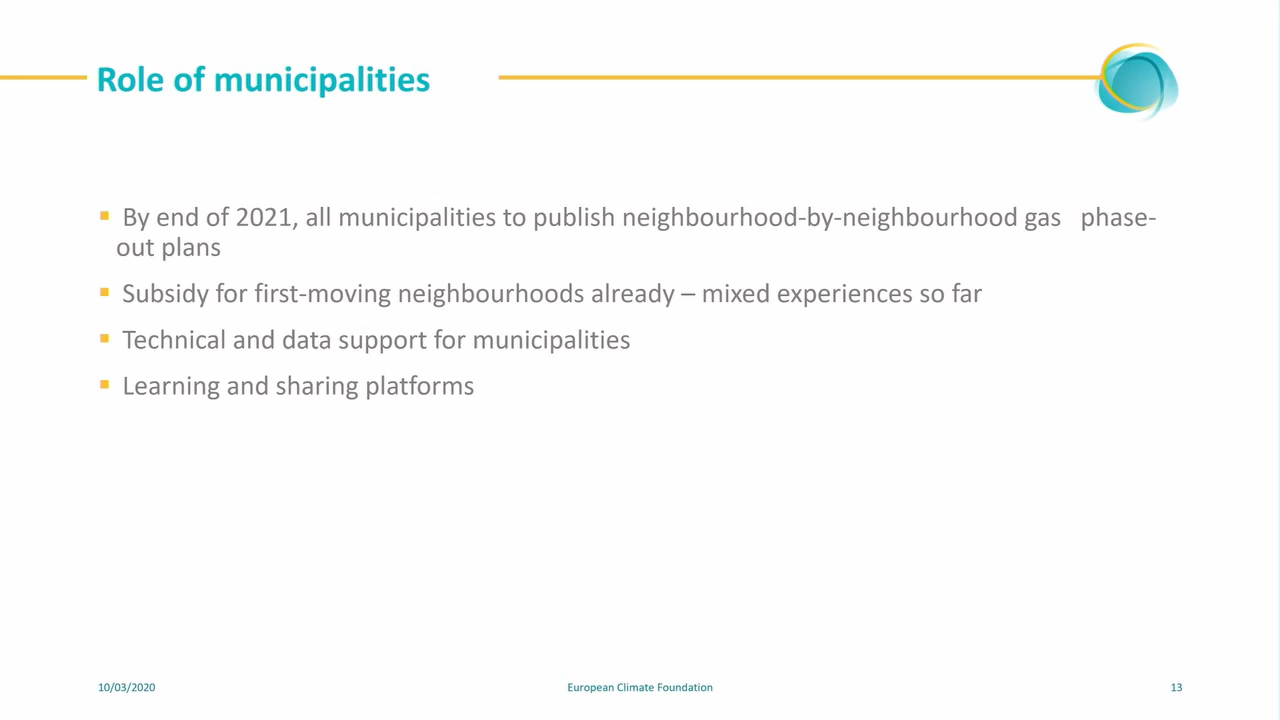 Role of municipalities
▪ By end of 2021, all municipalities to publish neighbourhood-by-neighbourhood gas phase-
out plans
▪ Subsidy for first-moving neighbourhoods already – mixed experiences so far
▪ Technical and data support for municipalities
▪ Learning and sharing platforms
10/03/2020
European Climate Foundation
13